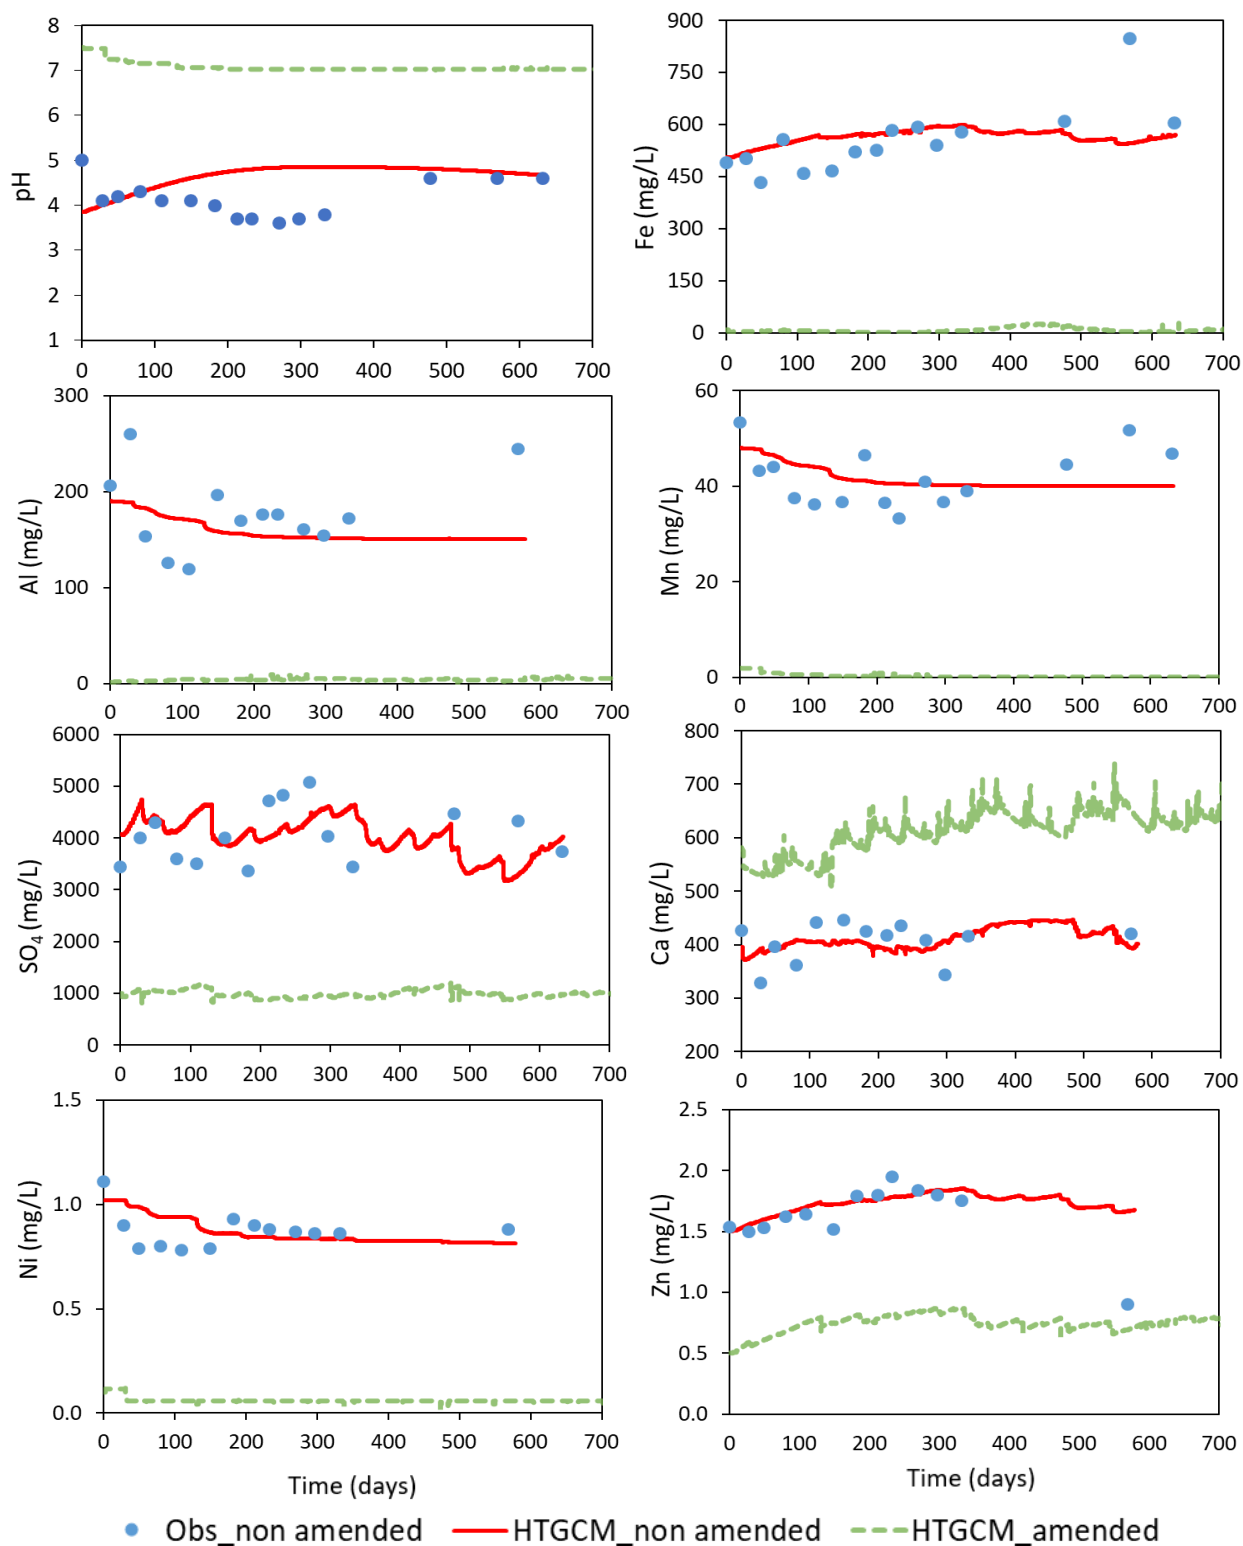 8
7
6
5
4
3
2
1
pH
0 100 200 300 400 500 600 700
900
750
600
450
300
150
0
Fe (mg/L)
0 100 200 300 400 500 600 700
300
200
100
0
Al (mg/L)
0 100 200 300 400 500 600 700
60
40
20
0
Mn (mg/L)
0 100 200 300 400 500 600 700
6000
5000
4000
3000
2000
1000
0
SO4 (mg/L)
0 100 200 300 400 500 600 700
800
700
600
500
400
300
200
Ca (mg/L)
0 100 200 300 400 500 600 700
1.5
1.0
0.5
0.0
Ni (mg/L)
0 100 200 300 400 500 600 700
Time (days)
2.5
2.0
1.5
1.0
0.5
0.0
Zn (mg/L)
0 100 200 300 400 500 600 700
Time (days)
Obs_non amended HTGCM_non amended HTGCM_amended